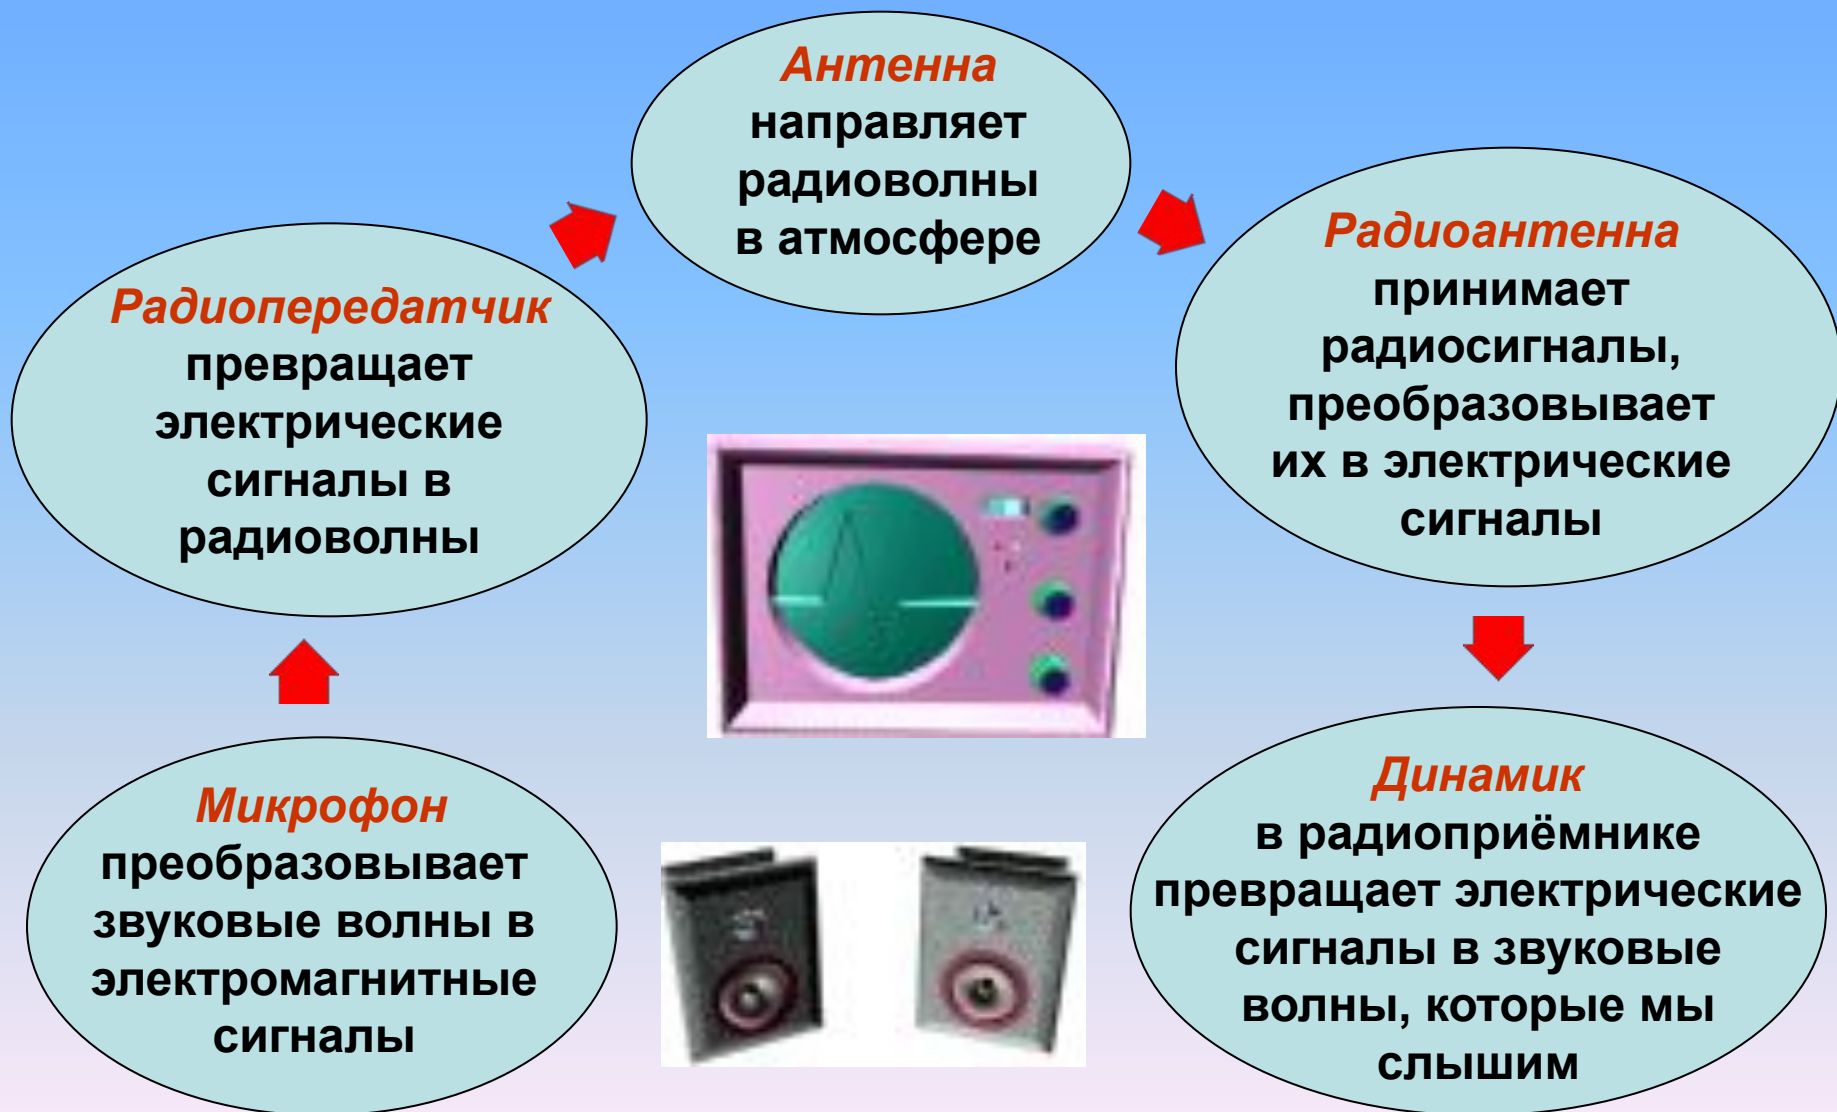 Антенна
направляет
радиоволны
в атмосфере
Радиопередатчик
превращает
электрические
сигналы в
радиоволны
Радиоантенна
принимает
радиосигналы,
преобразовывает
их в электрические
сигналы
Микрофон
преобразовывает
звуковые волны в
электромагнитные
сигналы
Динамик
в радиоприёмнике
превращает электрические
сигналы в звуковые
волны, которые мы
слышим